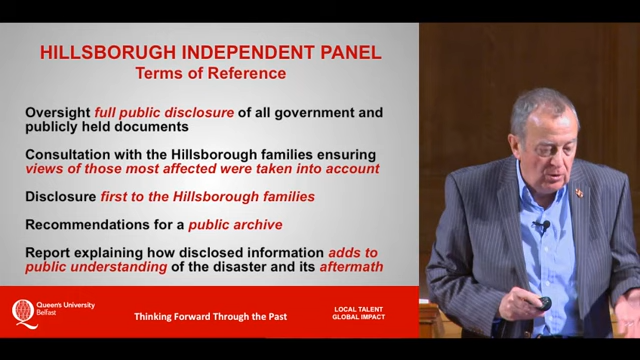 HILLSBORUGH INDEPENDENT PANEL
Terms of Reference
Oversight full public disclosure of all government and
publicly held documents
Consultation with the Hillsborough families ensuring
views of those most affected were taken into account
Disclosure first to the Hillsborough families
Recommendations for a public archive
Report explaining how disclosed information adds to
public understanding of the disaster and its aftermath
Queen's University
Belfast
Thinking Forward Through the Past
LOCAL TALENT
GLOBAL IMPACT